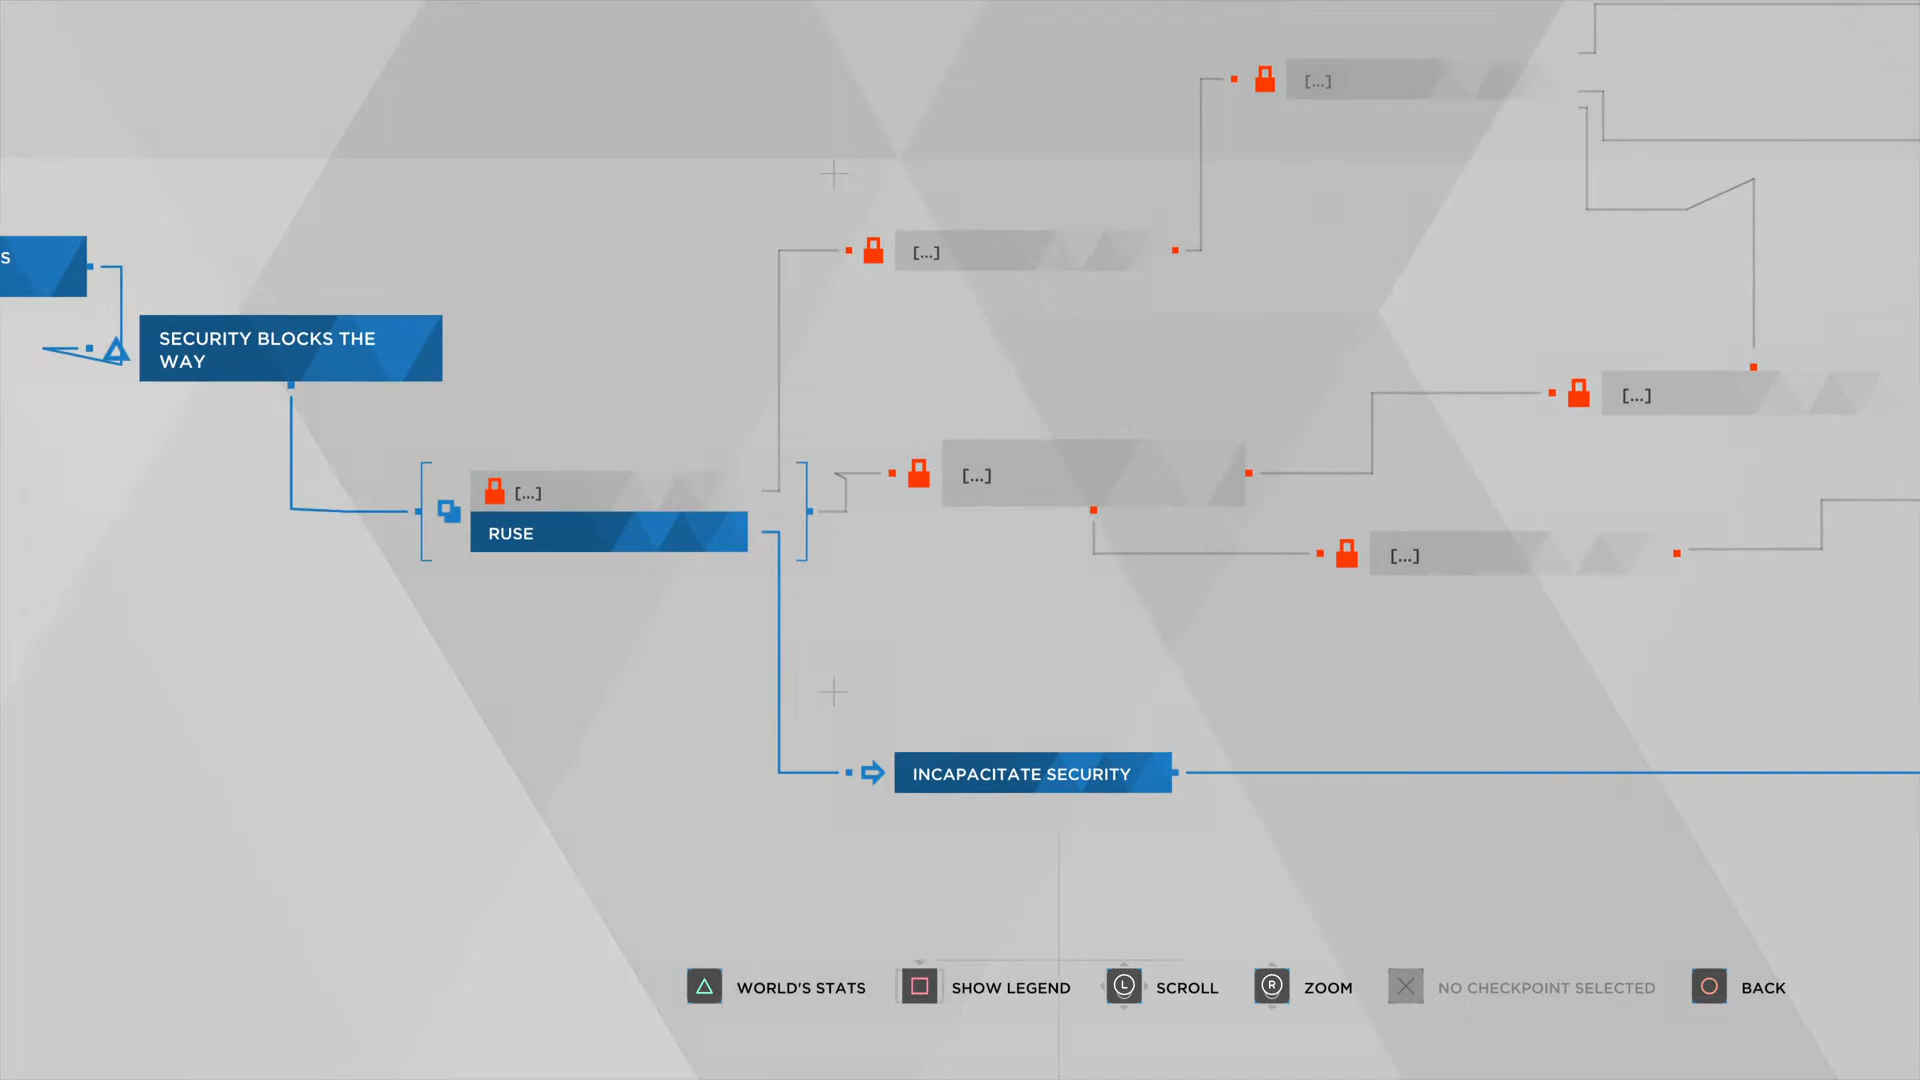 [...]
[...]
S
SECURITY BLOCKS THE
WAY
[...]
[...]
[...]
RUSE
[...]
INCAPACITATE SECURITY
WORLD'S STATS
SHOW LEGEND
L
SCROLL
R
ZOOM
NO CHECKPOINT SELECTED
BACK